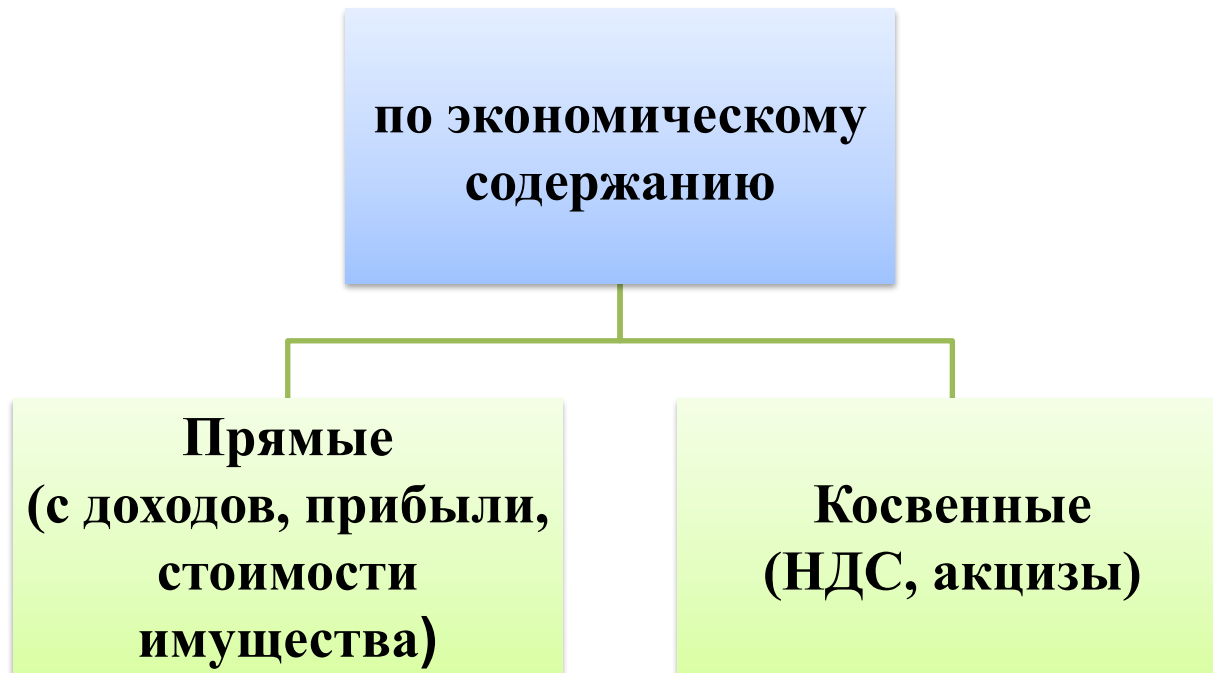 по экономическому
содержанию
Прямые
(с доходов, прибыли,
стоимости
имущества)
Косвенные
(НДС, акцизы)